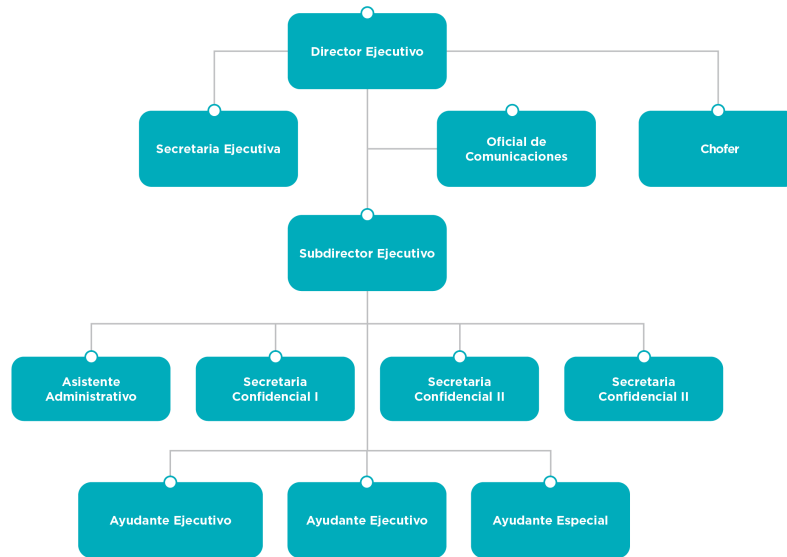 Director Ejecutivo
Secretaria Ejecutiva
Oficial de
Comunicaciones
Chofer
Subdirector Ejecutivo
Asistente
Administrativo
Secretaria
Confidencial I
Secretaria
Confidencial II
Secretaria
Confidencial II
Ayudante Ejecutivo
Ayudante Ejecutivo
Ayudante Especial